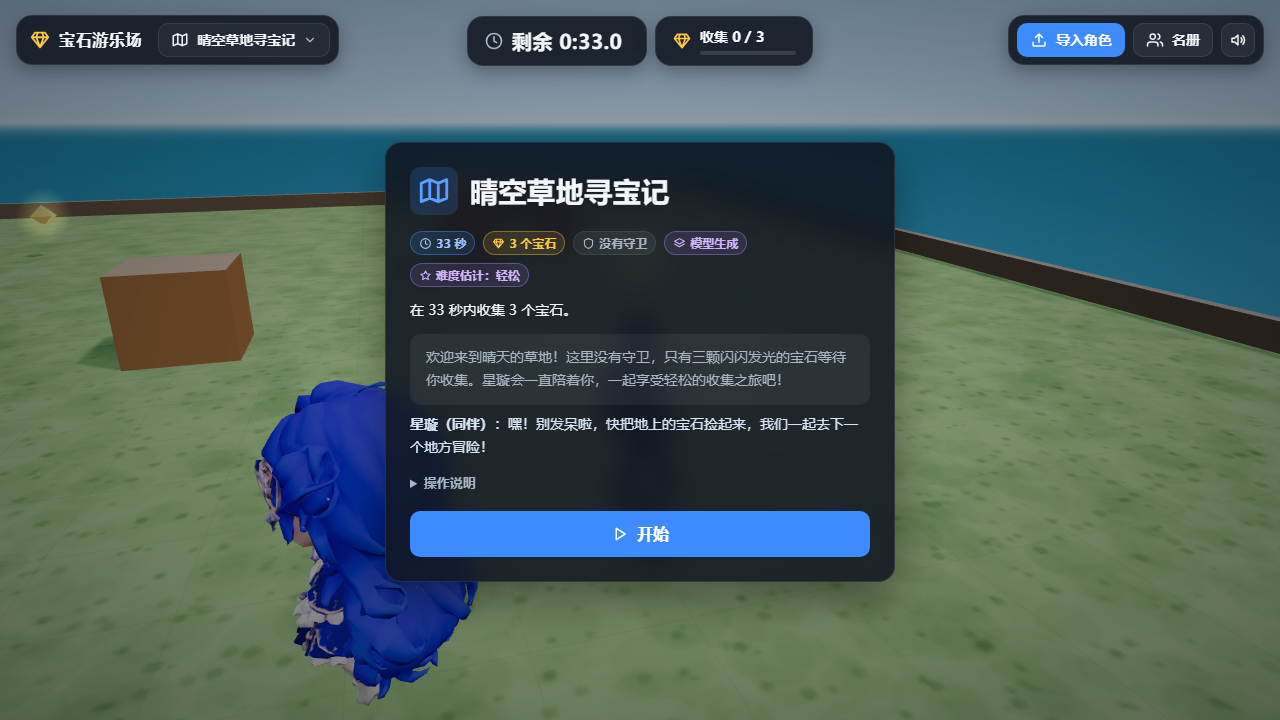 宝石游乐场
晴空草地寻宝记
剩余 0:33.0
收集 0 / 3
导入角色
名册
晴空草地寻宝记
33 秒
3 个宝石
没有守卫
模型生成
难度估计：轻松
在 33 秒内收集 3 个宝石。
欢迎来到晴天的草地！这里没有守卫，只有三颗闪闪发光的宝石等待
你收集。星璇会一直陪着你，一起享受轻松的收集之旅吧！
星璇（同伴）：嘿！别发呆啦，快把地上的宝石捡起来，我们一起去下一
个地方冒险！
操作说明
开始